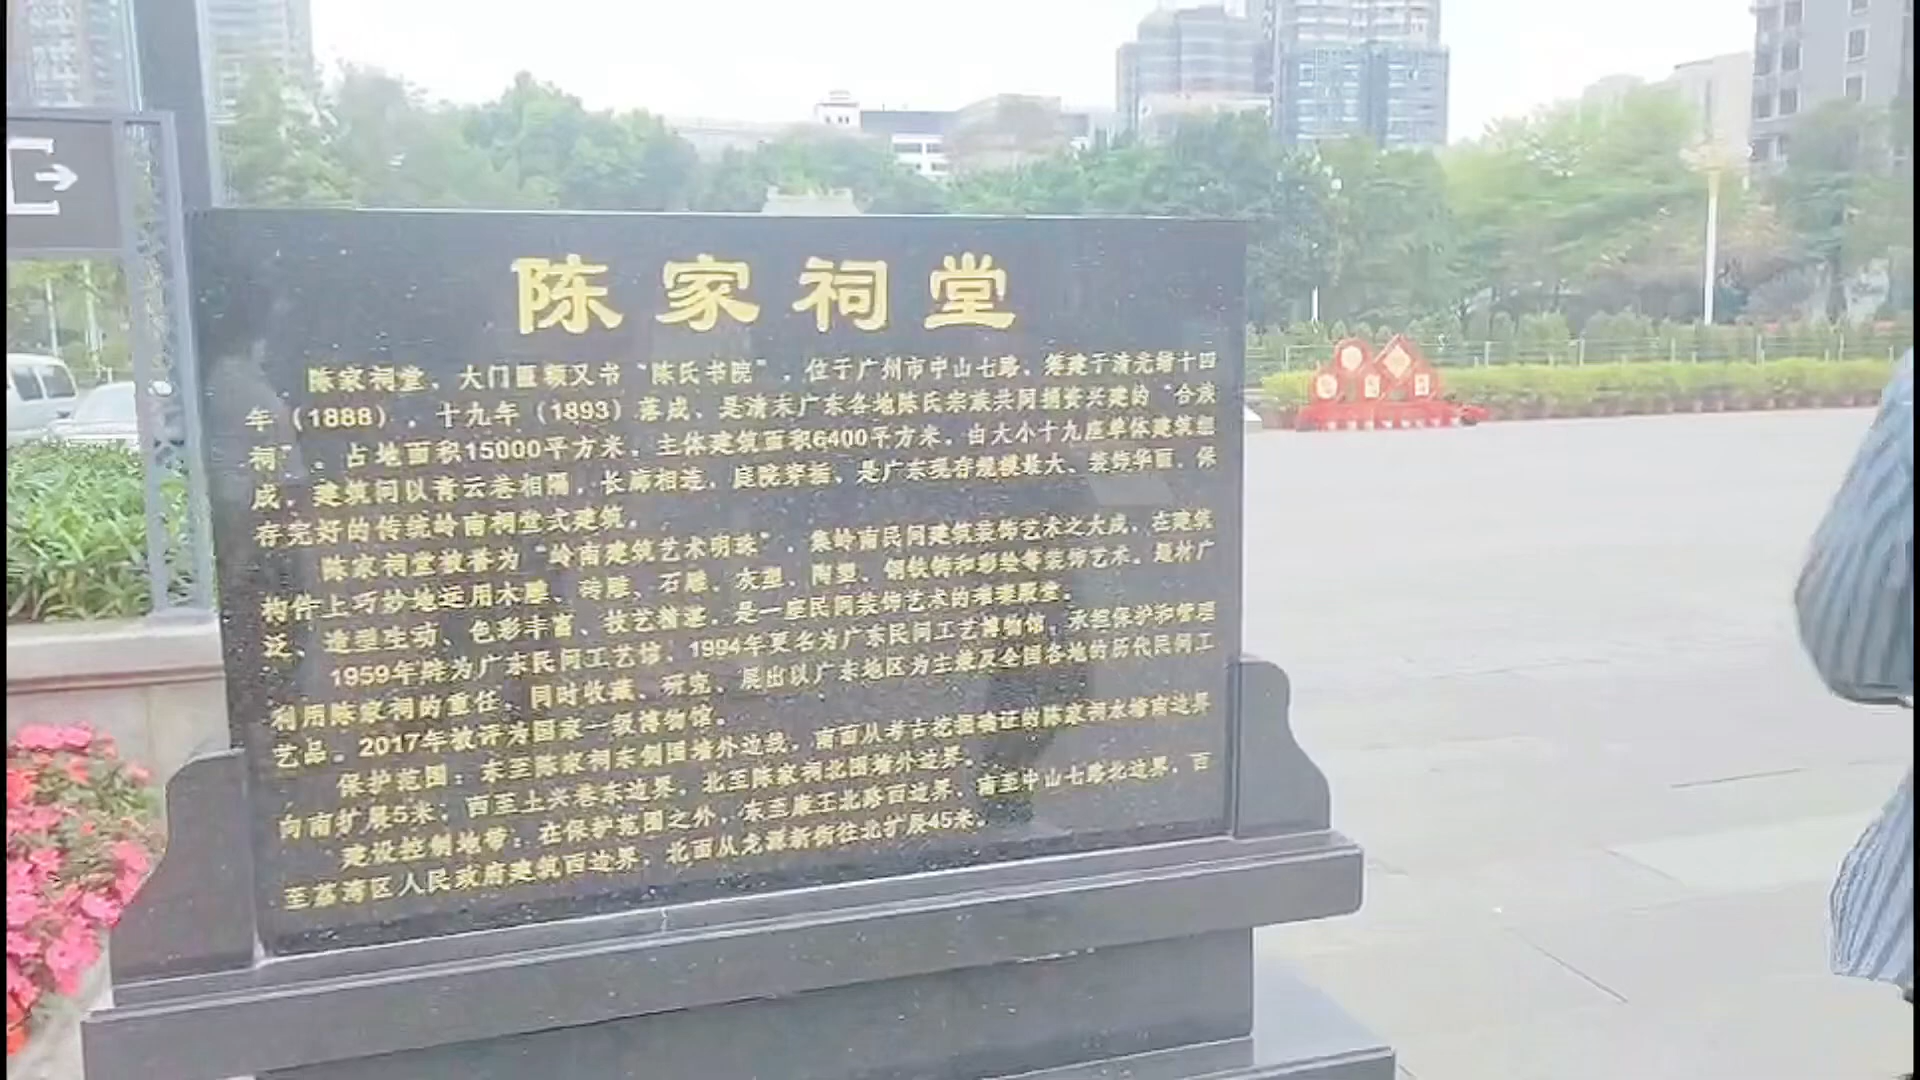 陈家祠堂
陈家祠堂，大门匾额又书“陈氏书院”，位于广州市中山七路，筹建于清光绪十四
年（1888），十九年（1893）落成，是清末广东各地陈氏宗族共同捐资兴建的“合族
祠”。占地面积15000平方米，主体建筑面积6400平方米，由大小十九座单体建筑组
成，建筑间以青云巷相隔，长廊相连，庭院穿插，是广东现存规模最大、装饰华丽、保
存完好的传统岭南祠堂式建筑。
陈家祠堂被誉为“岭南建筑艺术明珠”，集岭南民间建筑装饰艺术之大成，在建筑
构件上巧妙地运用木雕、砖雕、石雕、灰塑、陶塑、铜铁铸和彩绘等装饰艺术。题材广
泛、造型生动、色彩丰富、技艺精湛，是一座民间装饰艺术的璀璨殿堂。
1959年辟为广东民间工艺馆，1994年更名为广东民间工艺博物馆，承担保护和管理
利用陈家祠的重任，同时收藏、研究、展出以广东地区为主兼及全国各地的历代民间工
艺品。2017年被评为国家一级博物馆。
保护范围：东至陈家祠东侧围墙外边线，南面从考古挖掘确证的陈家祠水塘南边界
向南扩展5米，西至土兴巷东边界，北至陈家祠北围墙外边界。
建设控制地带：在保护范围之外，东至康王北路西边界，南至中山七路北边界，西
至荔湾区人民政府建筑西边界，北面从龙源新街往北扩展45米。